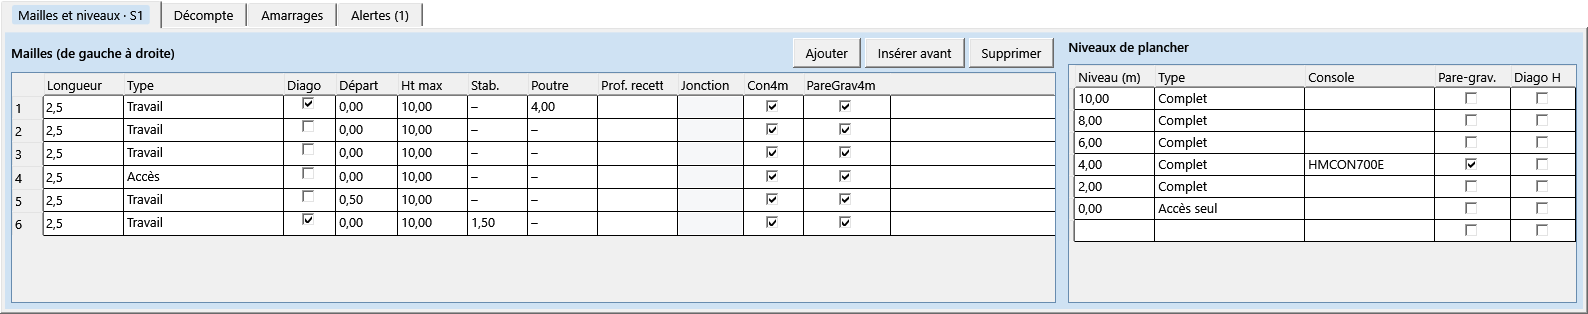 Mailles et niveaux · S1 Décompte Amarrages Alertes (1)
Mailles (de gauche à droite) Ajouter Insérer avant Supprimer
Longueur Type Diago Départ Ht max Stab. Poutre Prof. recett Jonction Con4m PareGrav4m
1 2,5 Travail 0,00 10,00 – 4,00
2 2,5 Travail 0,00 10,00 – –
3 2,5 Travail 0,00 10,00 – –
4 2,5 Accès 0,00 10,00 – –
5 2,5 Travail 0,50 10,00 – –
6 2,5 Travail 0,00 10,00 1,50 –
Niveaux de plancher
Niveau (m) Type Console Pare-grav. Diago H
10,00 Complet
8,00 Complet
6,00 Complet
4,00 Complet HMCON700E
2,00 Complet
0,00 Accès seul